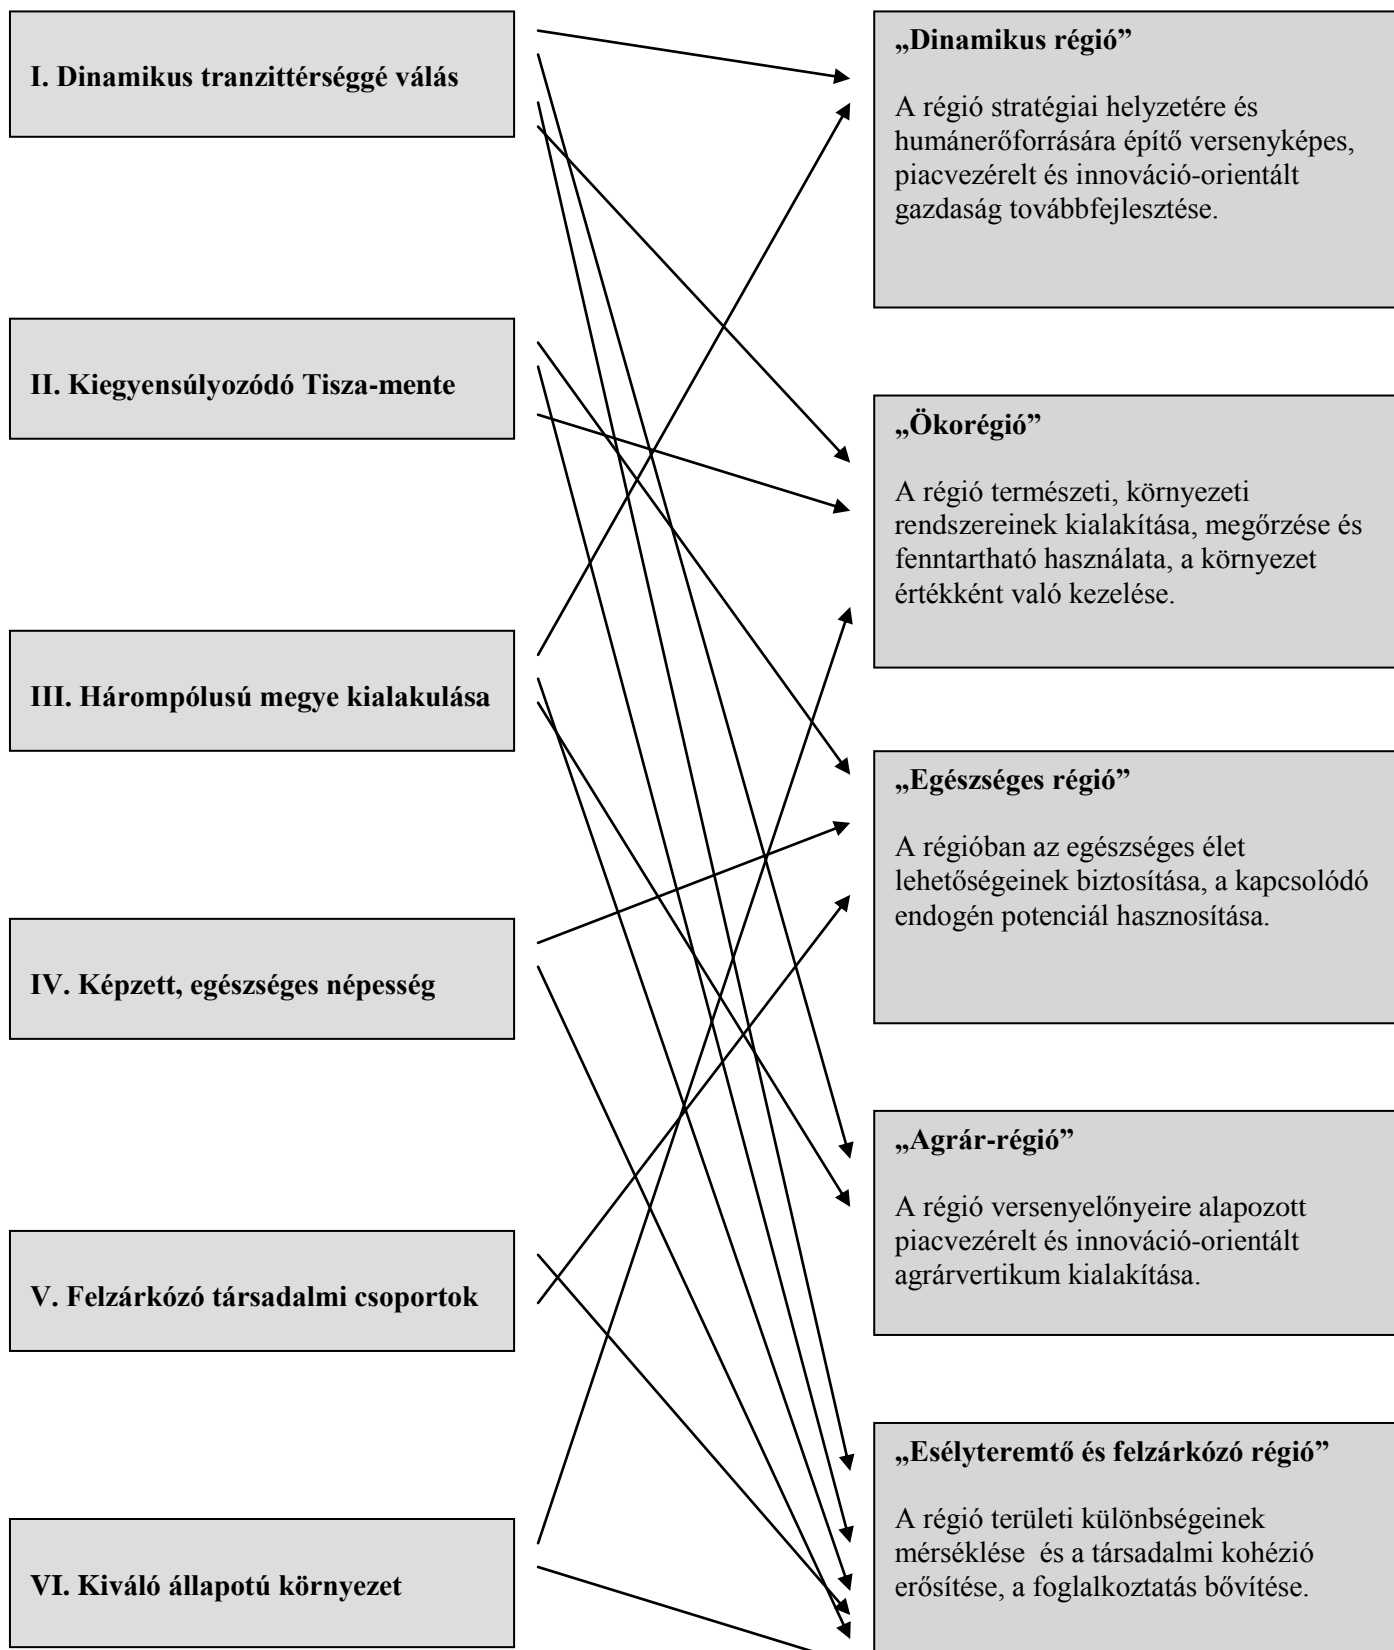 I. Dinamikus tranzittérséggé válás
II. Kiegyensúlyozódó Tisza-mente
III. Hárompólusú megye kialakulása
IV. Képzett, egészséges népesség
V. Felzárkózó társadalmi csoportok
VI. Kiváló állapotú környezet
„Dinamikus régió”
A régió stratégiai helyzetére és
humánerőforrására építő versenyképes,
piacvezérelt és innováció-orientált
gazdaság továbbfejlesztése.
„Ökorégió”
A régió természeti, környezeti
rendszereinek kialakítása, megőrzése és
fenntartható használata, a környezet
értékként való kezelése.
„Egészséges régió”
A régióban az egészséges élet
lehetőségeinek biztosítása, a kapcsolódó
endogén potenciál hasznosítása.
„Agrár-régió”
A régió versenyelőnyeire alapozott
piacvezérelt és innováció-orientált
agrárvertikum kialakítása.
„Esélyteremtő és felzárkózó régió”
A régió területi különbségeinek
mérséklése és a társadalmi kohézió
erősítése, a foglalkoztatás bővítése.